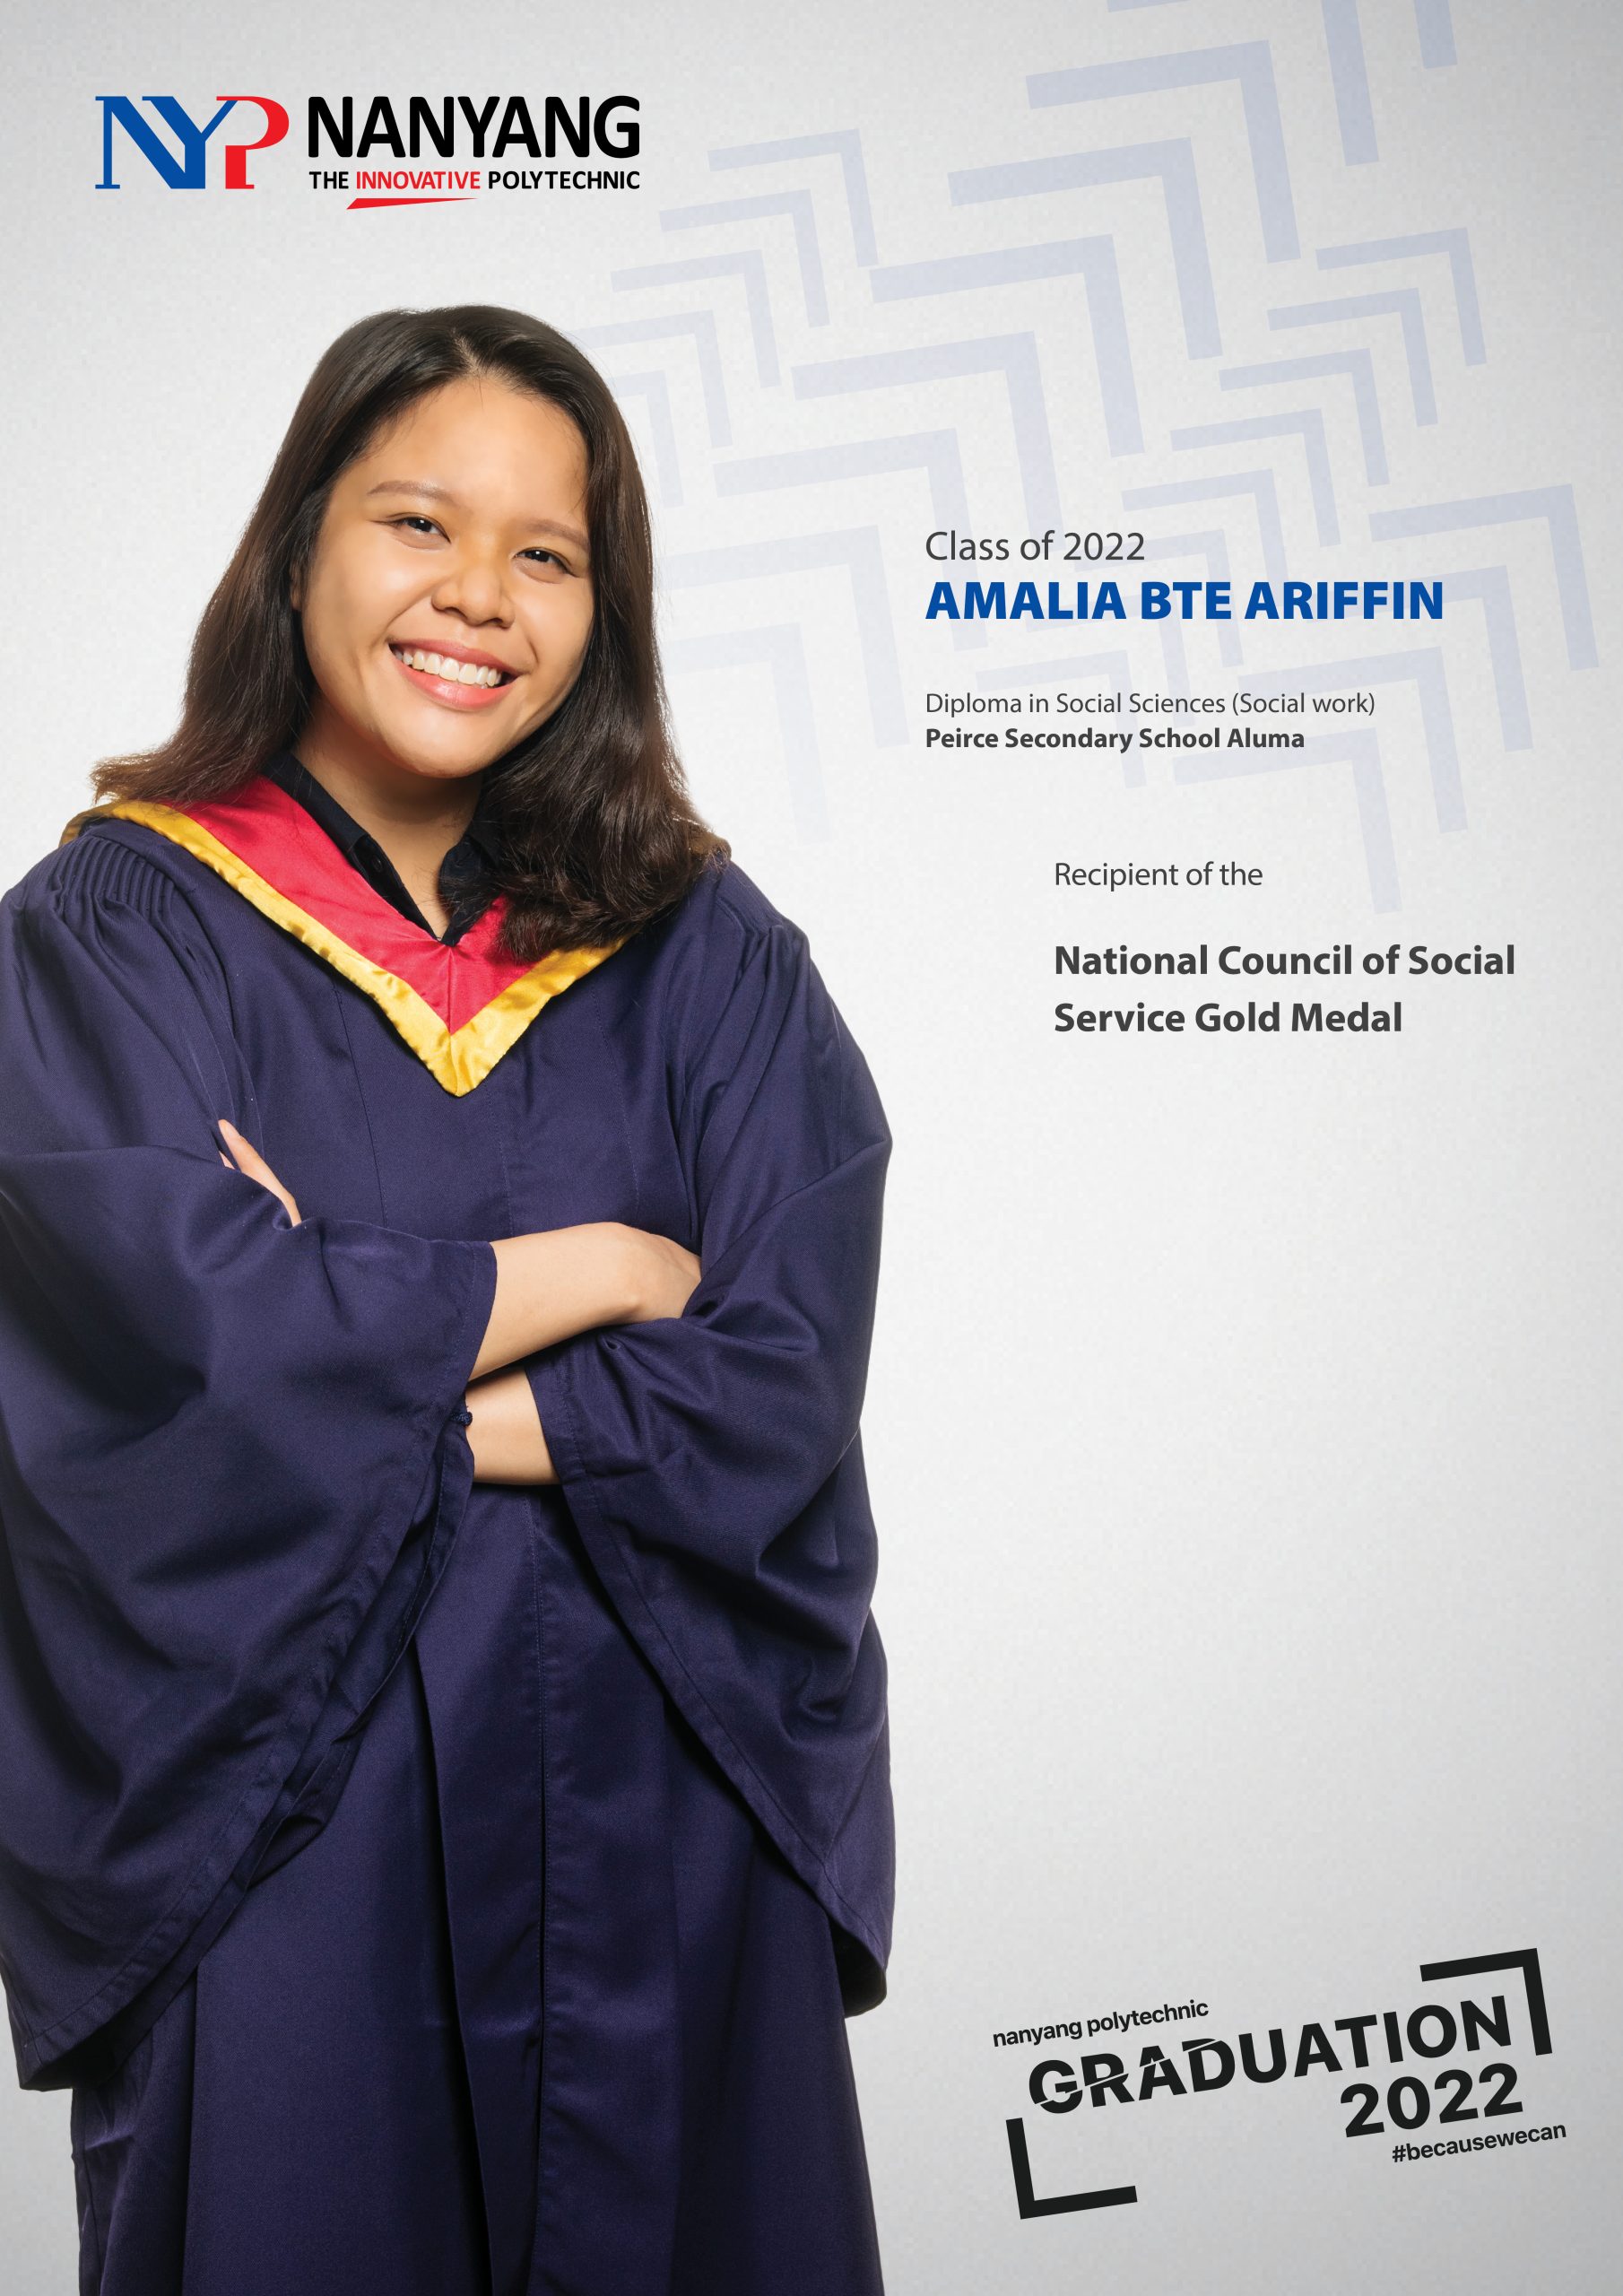 NYP NANYANG
THE INNOVATIVE POLYTECHNIC
Class of 2022
AMALIA BTE ARIFFIN
Diploma in Social Sciences (Social work)
Peirce Secondary School Aluma
Recipient of the
National Council of Social
Service Gold Medal
nanyang polytechnic
GRADUATION
2022
#becausewecan